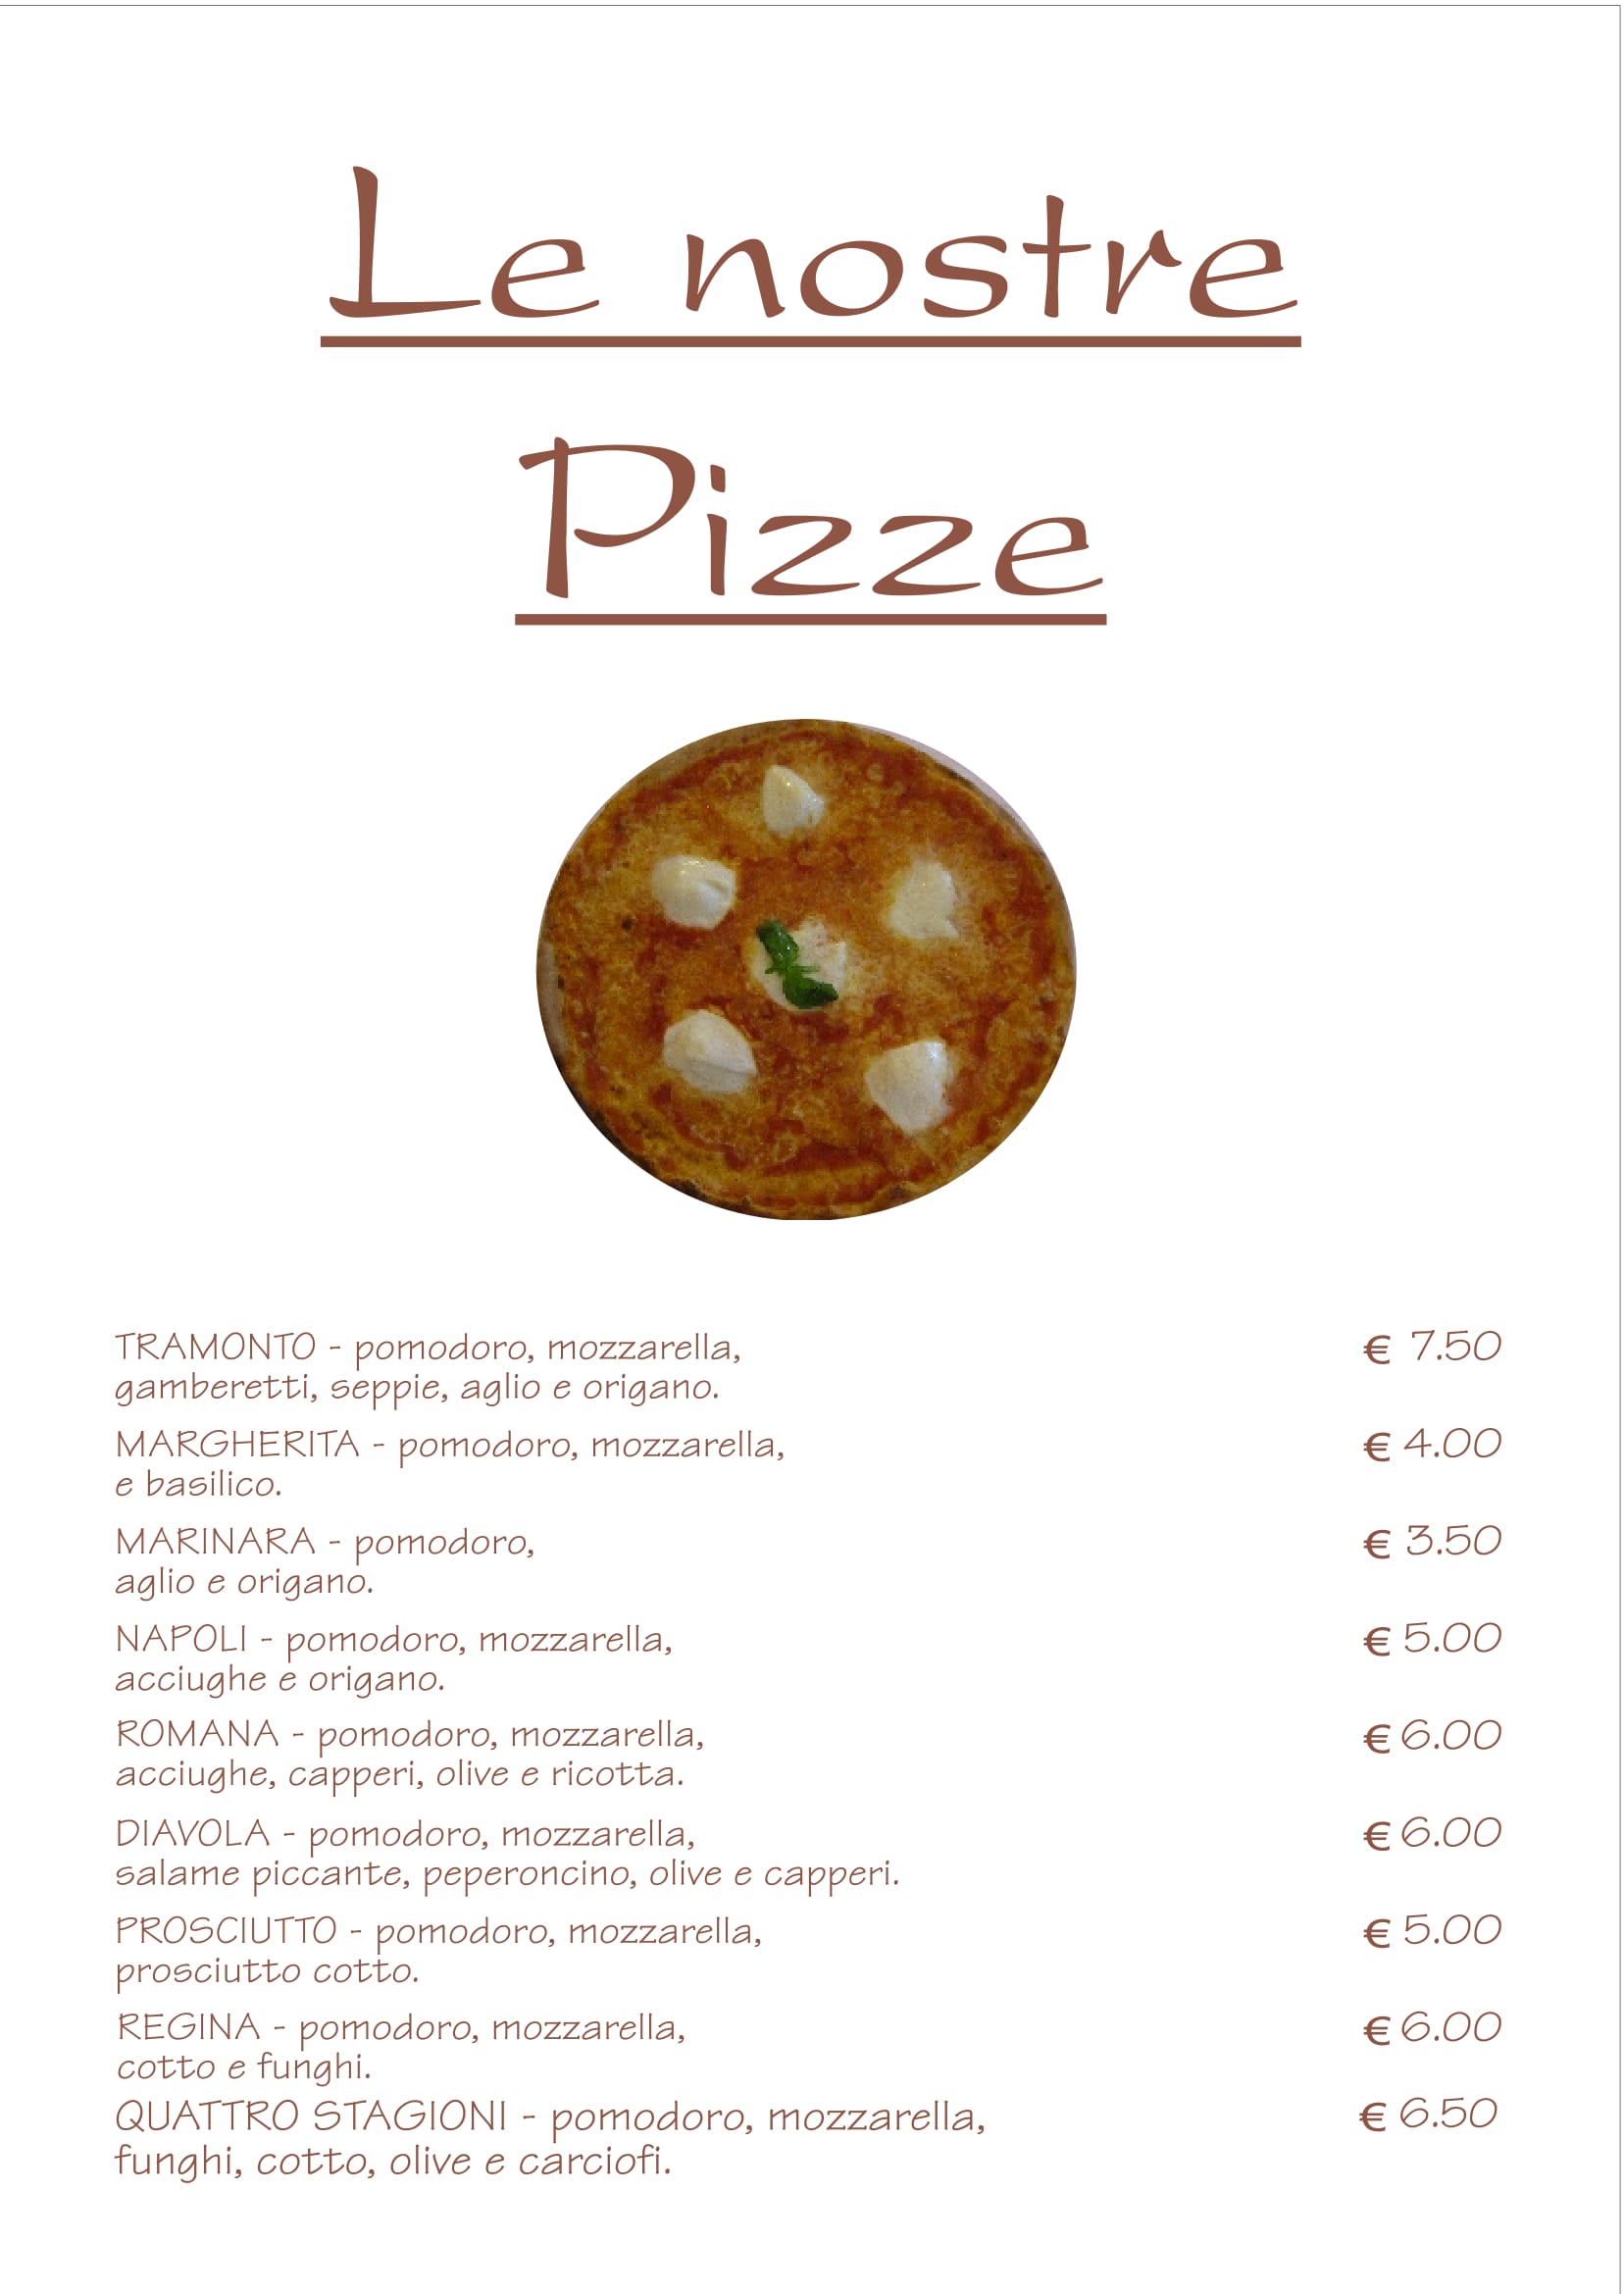 Le nostre
Pizze
TRAMONTO - pomodoro, mozzarella, € 7.50
gamberetti, seppie, aglio e origano.
MARGHERITA - pomodoro, mozzarella, € 4.00
e basilico.
MARINARA - pomodoro, € 3.50
aglio e origano.
NAPOLI - pomodoro, mozzarella, € 5.00
acciughe e origano.
ROMANA - pomodoro, mozzarella, € 6.00
acciughe, capperi, olive e ricotta.
DIAVOLA - pomodoro, mozzarella, € 6.00
salame piccante, peperoncino, olive e capperi.
PROSCIUTTO - pomodoro, mozzarella, € 5.00
prosciutto cotto.
REGINA - pomodoro, mozzarella, € 6.00
cotto e funghi.
QUATTRO STAGIONI - pomodoro, mozzarella, € 6.50
funghi, cotto, olive e carciofi.